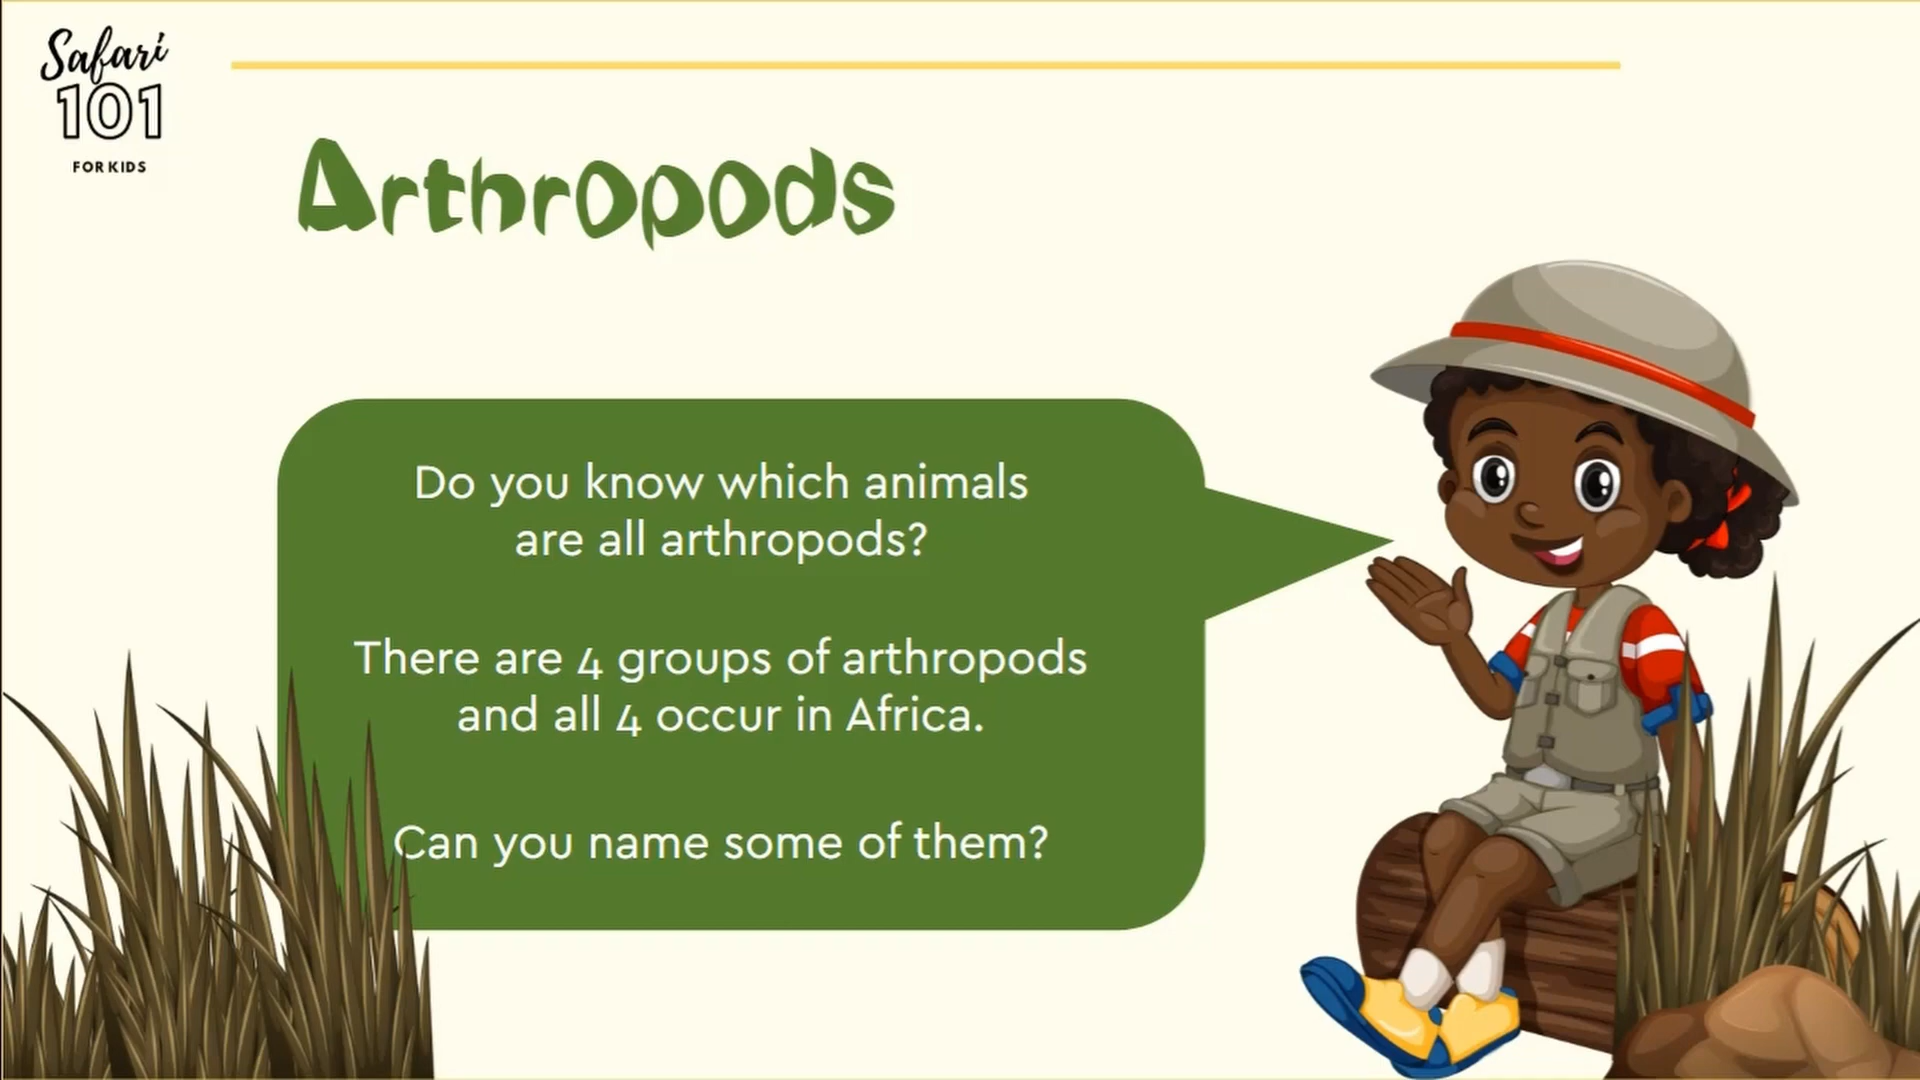 Safari
101
FOR KIDS
Arthropods
Do you know which animals
are all arthropods?
There are 4 groups of arthropods
and all 4 occur in Africa.
Can you name some of them?